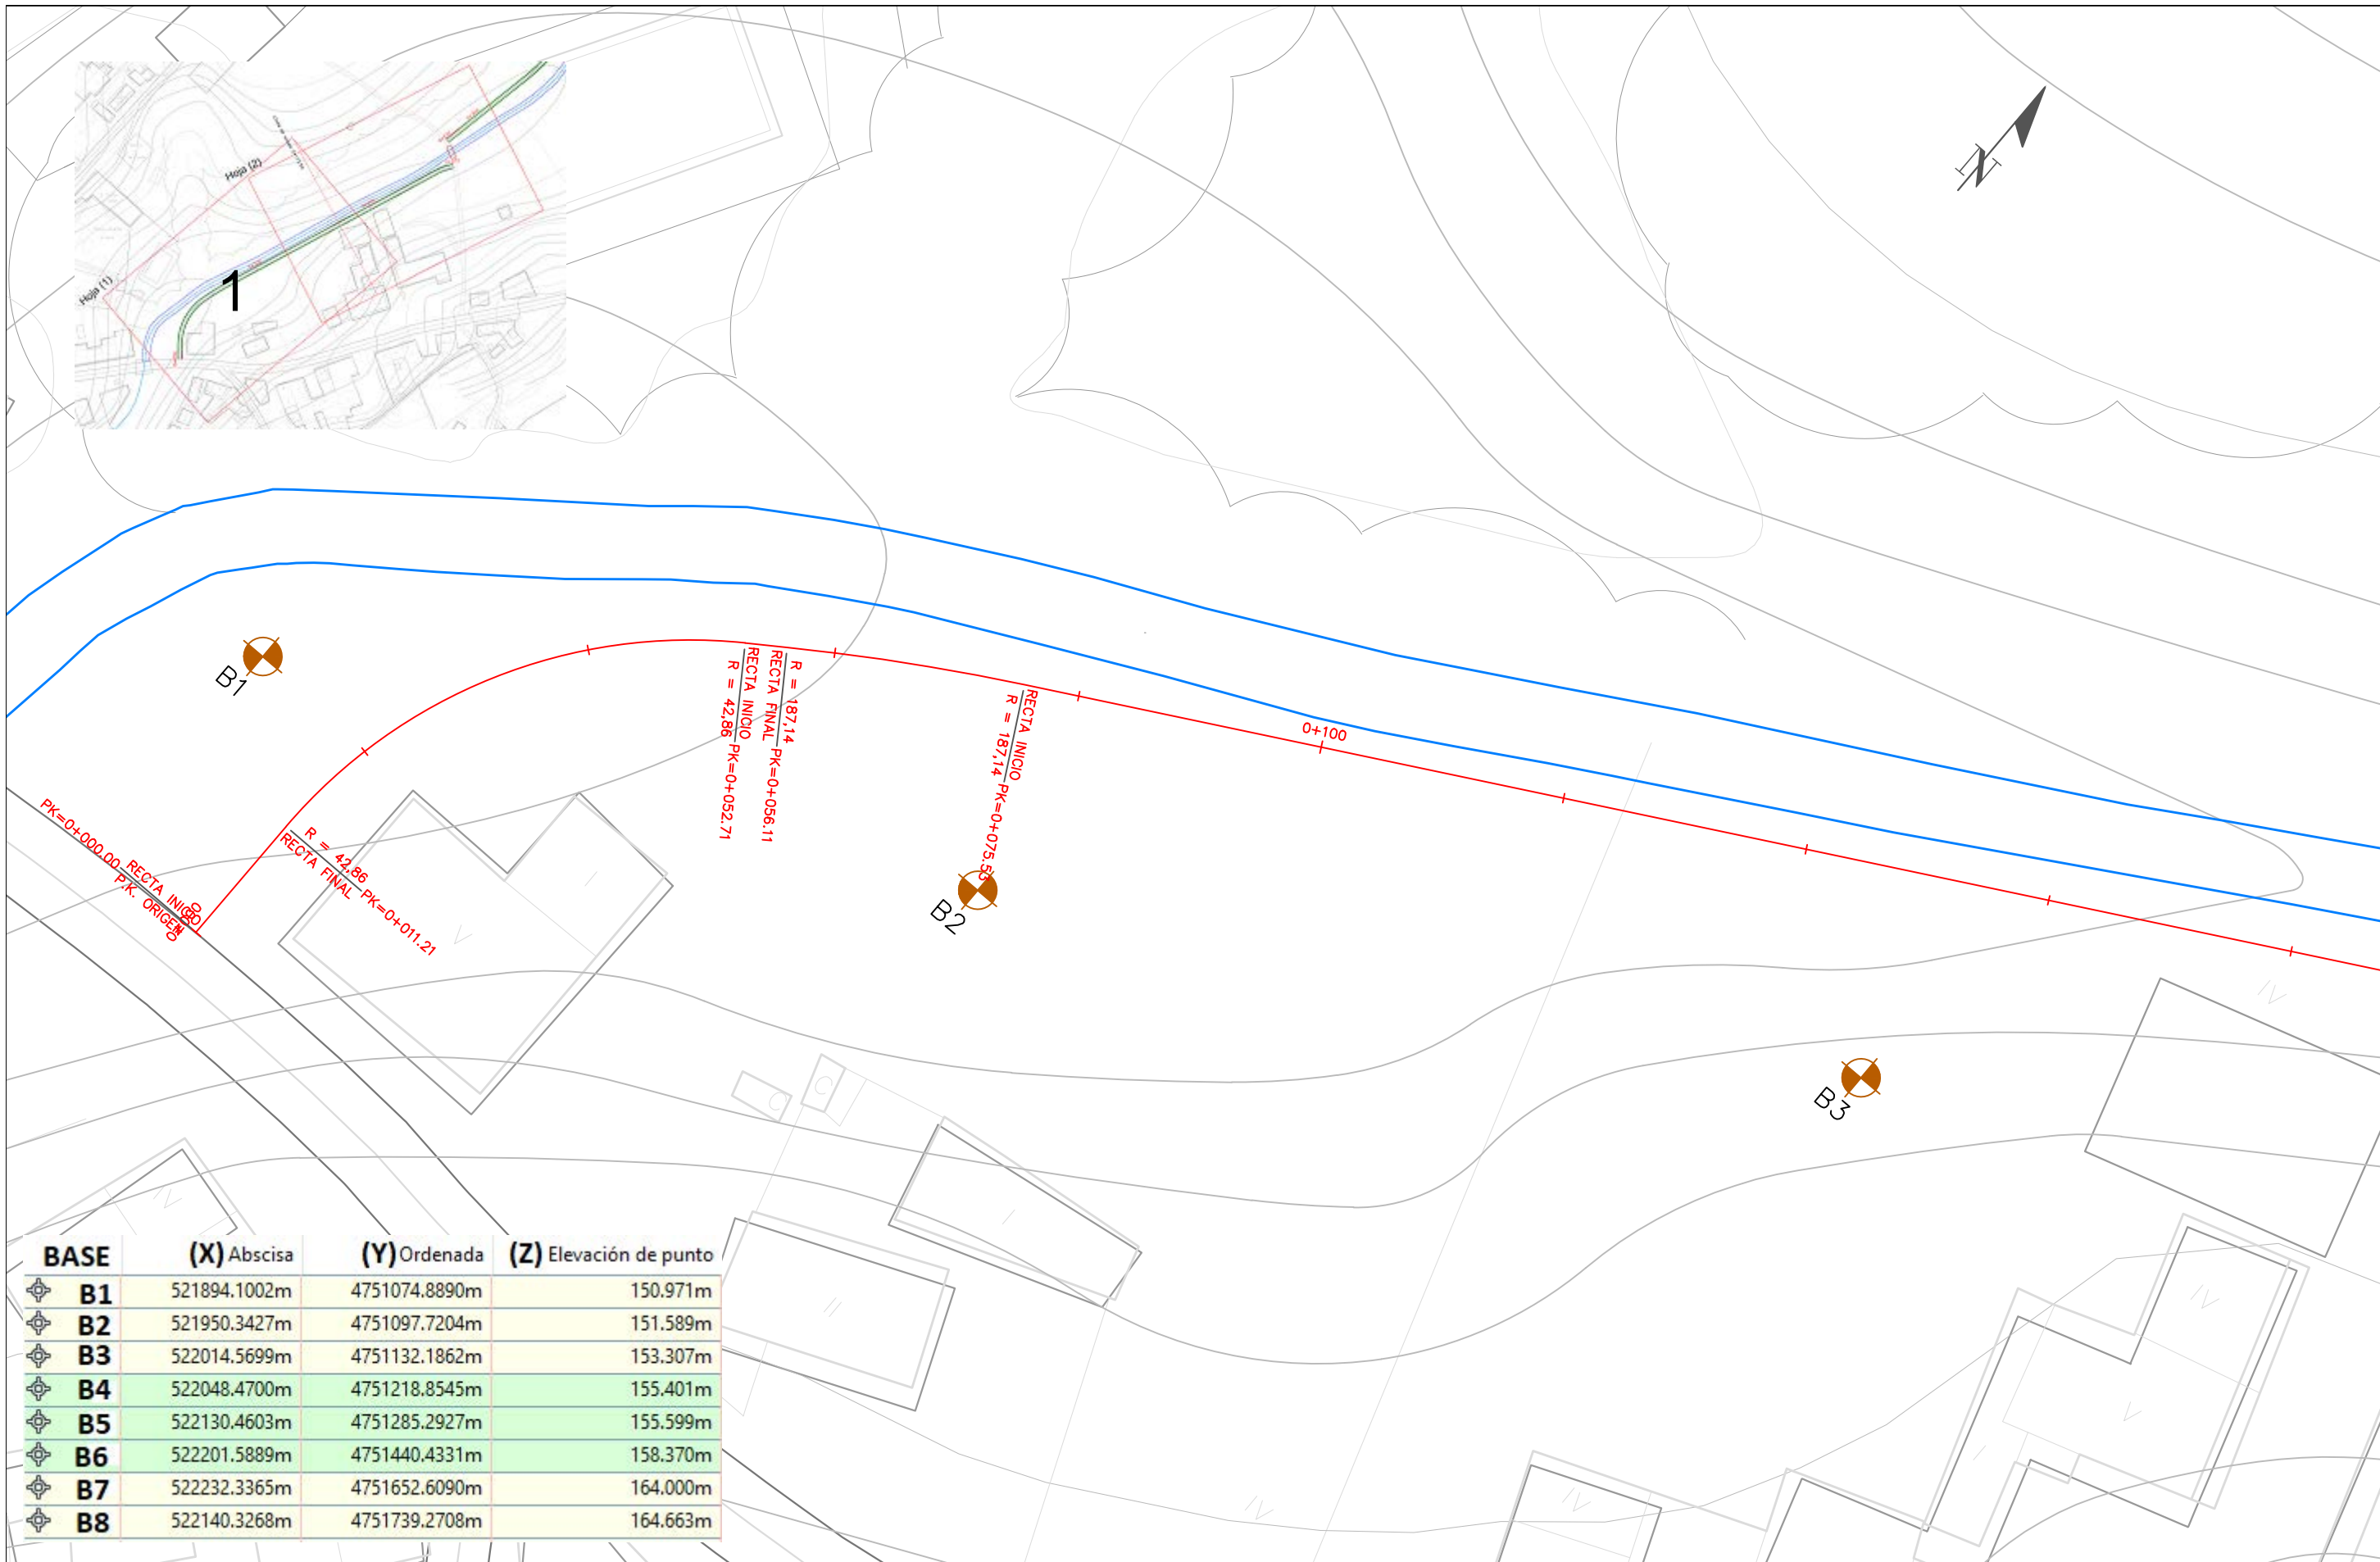 Hoja (2)
Hoja (1)
1
N
B1
R = 187,14
RECTA FINAL PK=0+056.11
RECTA INICIO
R = 42,86 PK=0+052.71
RECTA INICIO
R = 187,14 PK=0+075.53
0+100
PK=0+000.00 RECTA INICIO
P.K. ORIGEN
R = 42,86
RECTA FINAL PK=0+011.21
B2
B3
BASE (X) Abscisa (Y) Ordenada (Z) Elevación de punto
B1 521894.1002m 4751074.8890m 150.971m
B2 521950.3427m 4751097.7204m 151.589m
B3 522014.5699m 4751132.1862m 153.307m
B4 522048.4700m 4751218.8545m 155.401m
B5 522130.4603m 4751285.2927m 155.599m
B6 522201.5889m 4751440.4331m 158.370m
B7 522232.3365m 4751652.6090m 164.000m
B8 522140.3268m 4751739.2708m 164.663m